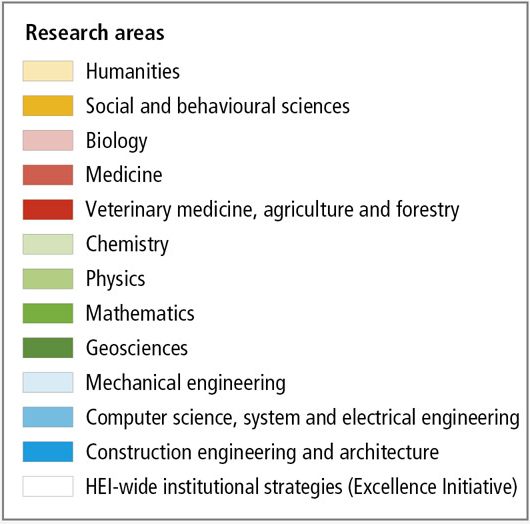 Research areas
Humanities
Social and behavioural sciences
Biology
Medicine
Veterinary medicine, agriculture and forestry
Chemistry
Physics
Mathematics
Geosciences
Mechanical engineering
Computer science, system and electrical engineering
Construction engineering and architecture
HEI-wide institutional strategies (Excellence Initiative)